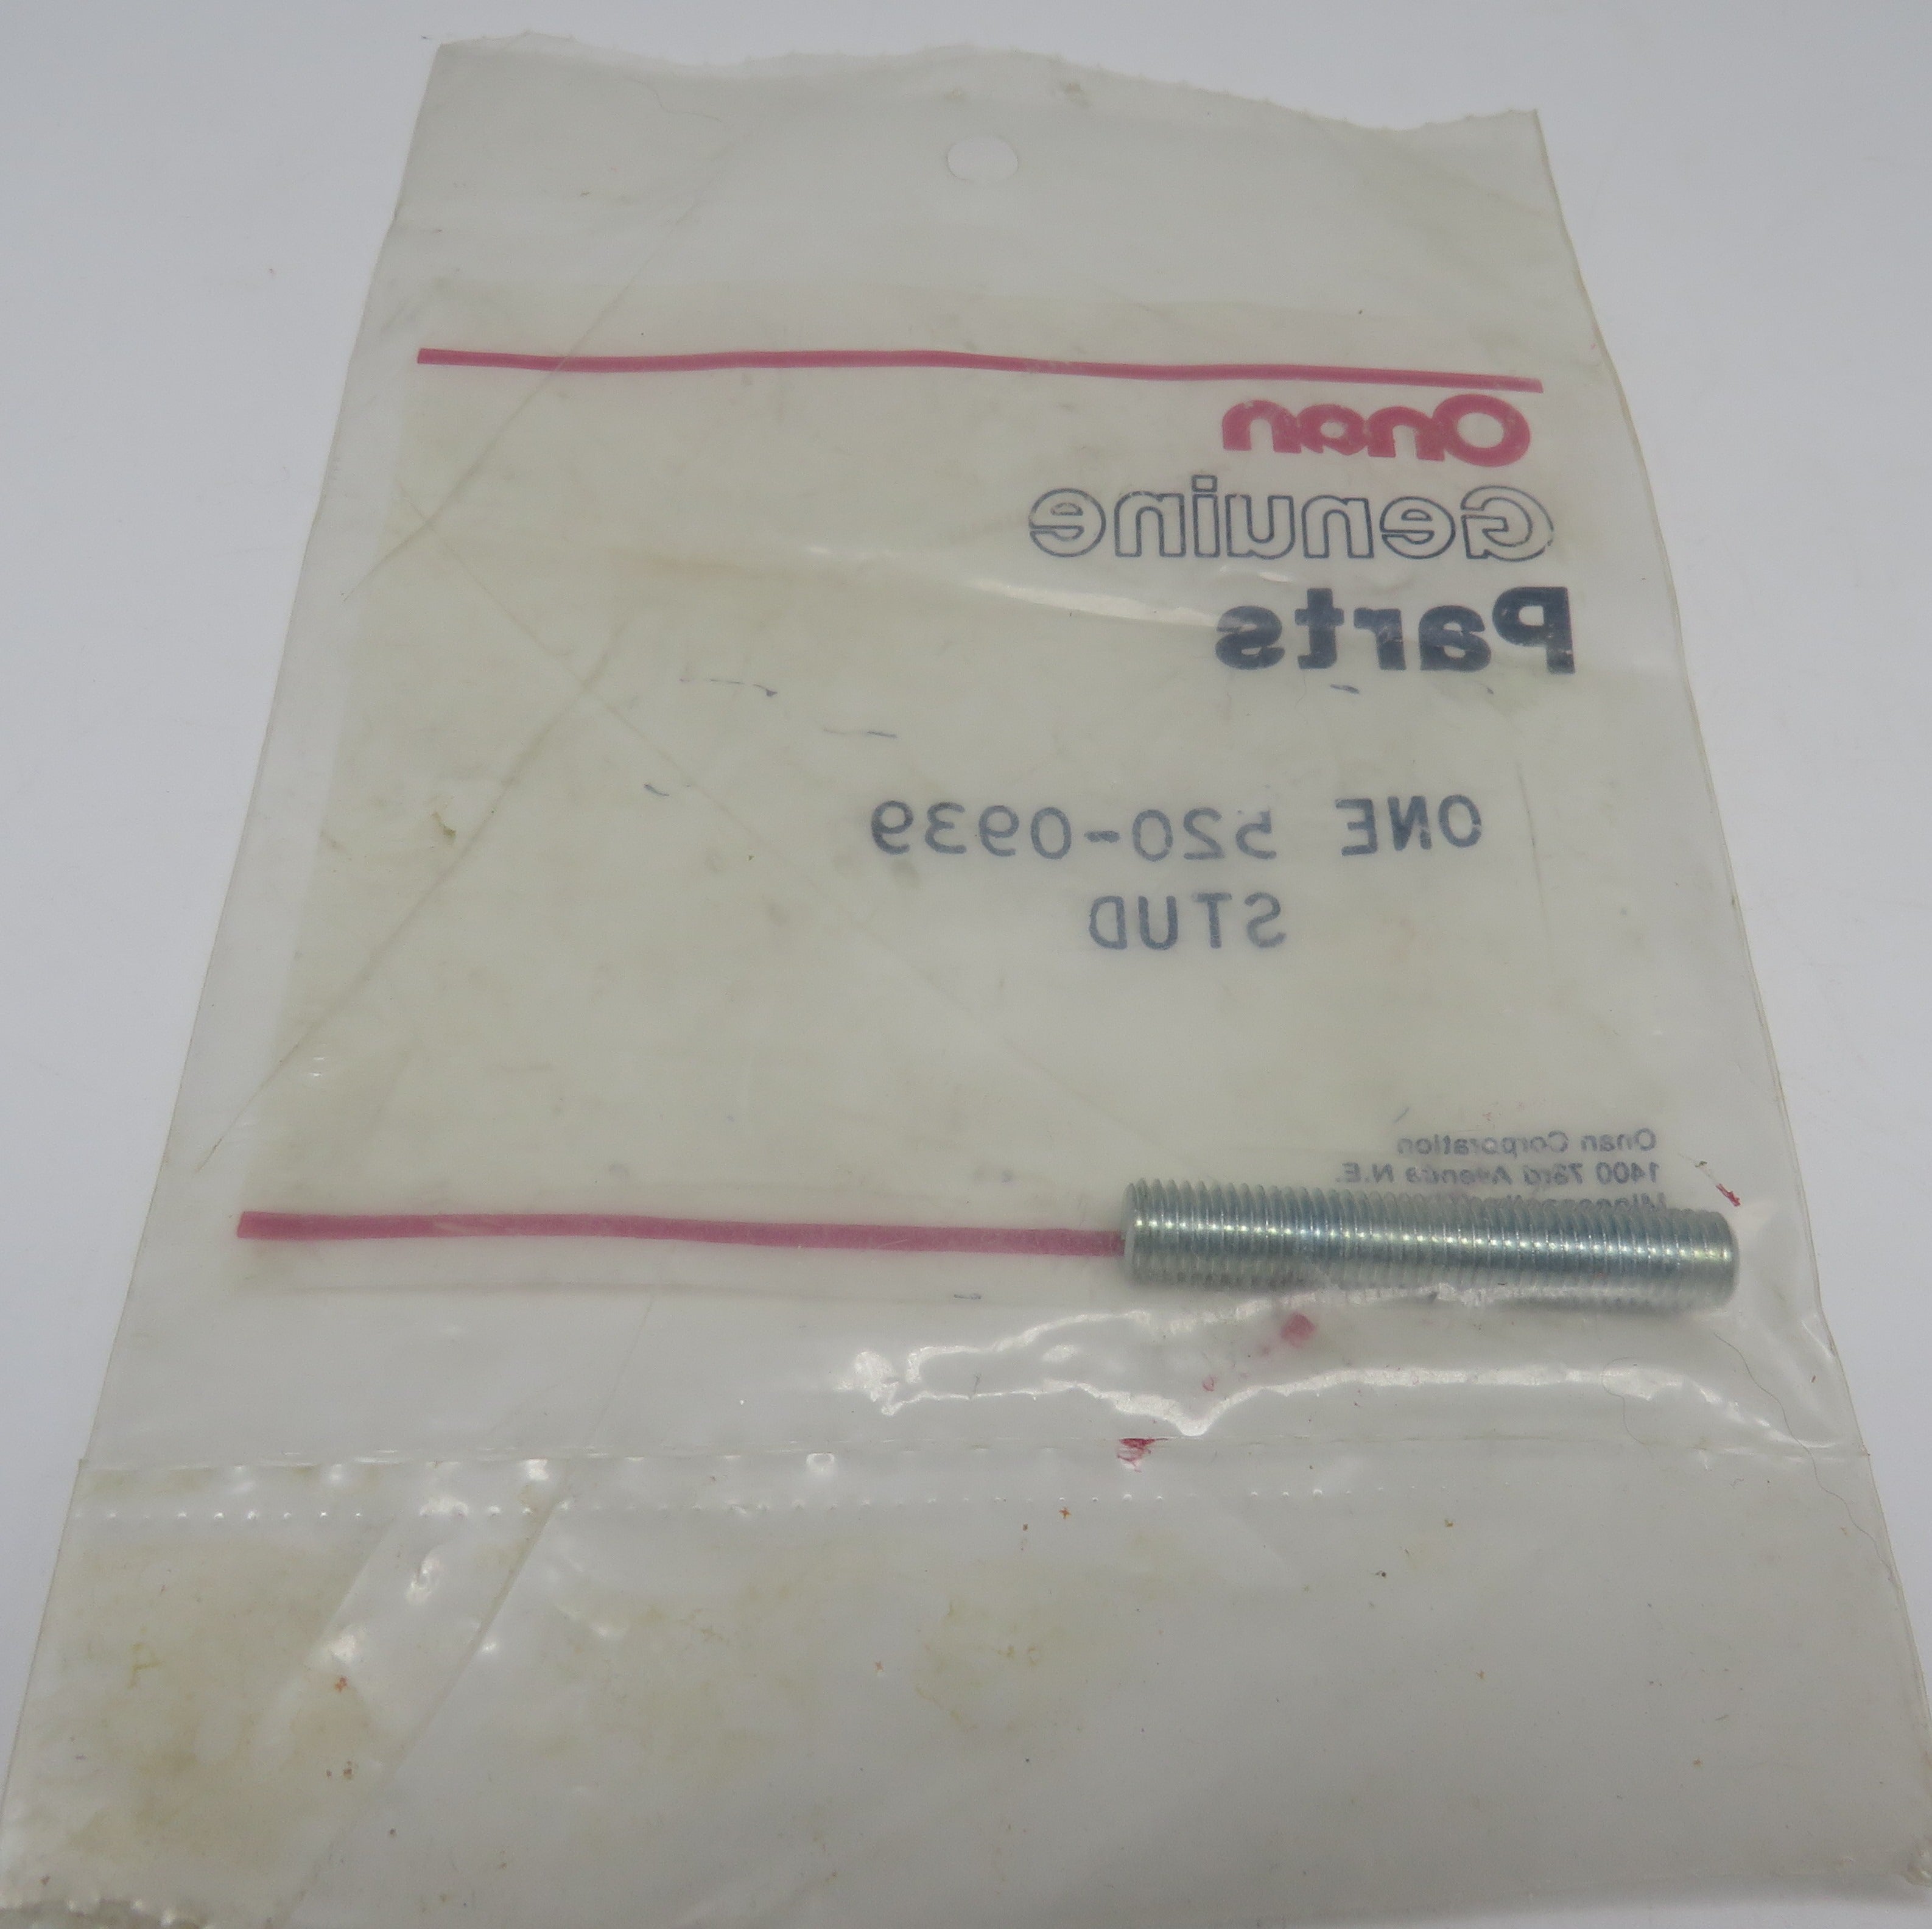 Onan
Genuine
Parts
ONE 520-0939
STUD
Onan Corporation
1400 73rd Avenue N.E.